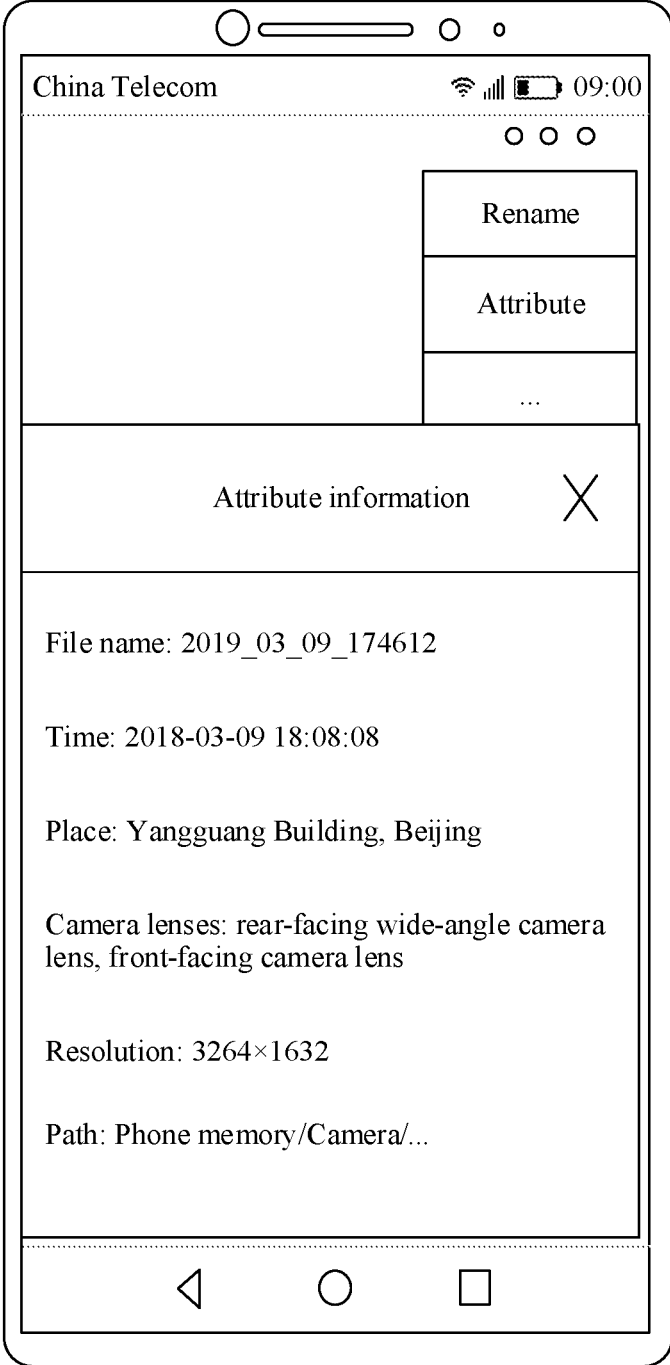 China Telecom 09:00
Rename
Attribute
...
Attribute information
File name: 2019_03_09_174612
Time: 2018-03-09 18:08:08
Place: Yangguang Building, Beijing
Camera lenses: rear-facing wide-angle camera
lens, front-facing camera lens
Resolution: 3264×1632
Path: Phone memory/Camera/...